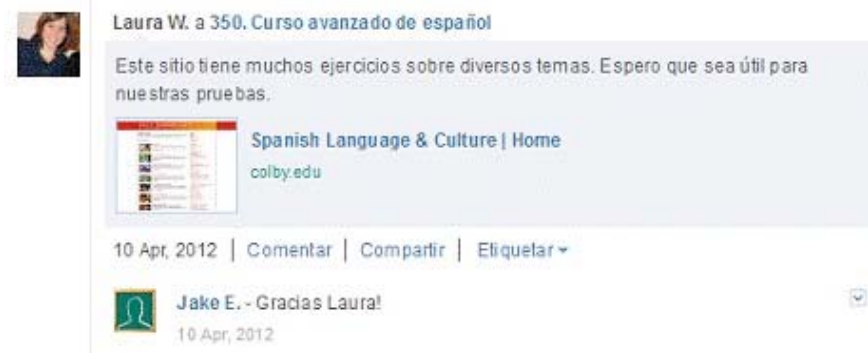 Laura W. a 350. Curso avanzado de español
Este sitio tiene muchos ejercicios sobre diversos temas. Espero que sea útil para
nuestras pruebas.
Spanish Language & Culture | Home
colby.edu
10 Apr, 2012 | Comentar | Compartir | Etiquetar
Jake E. - Gracias Laura!
10 Apr, 2012